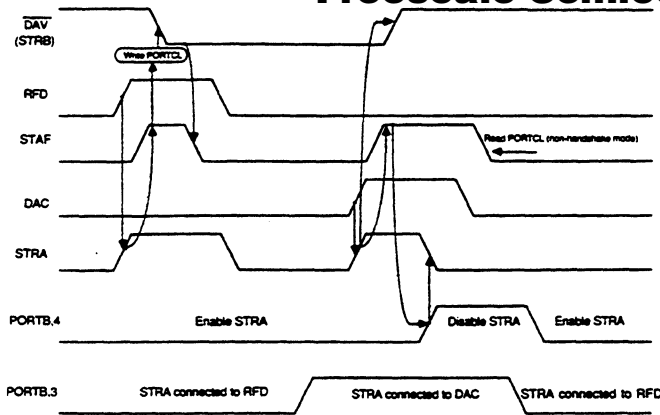 DAV
(STRB)
Write PORTCL
RFD
STAF
Read PORTCL (non-handshake mode)
DAC
STRA
PORTB.4
Enable STRA
Disable STRA
Enable STRA
PORTB.3
STRA connected to RFD
STRA connected to DAC
STRA connected to RFD